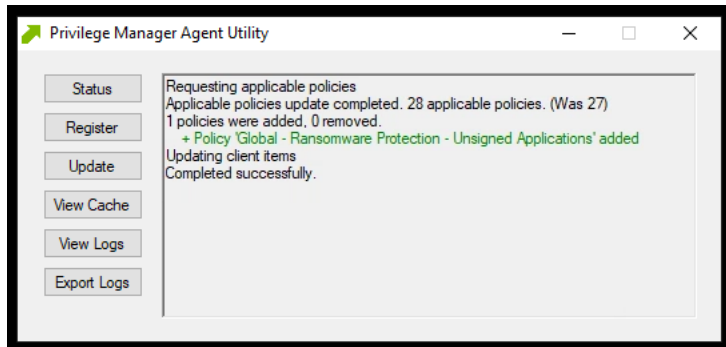 Privilege Manager Agent Utility
Status
Register
Update
View Cache
View Logs
Export Logs
Requesting applicable policies
Applicable policies update completed. 28 applicable policies. (Was 27)
1 policies were added, 0 removed.
+ Policy 'Global - Ransomware Protection - Unsigned Applications' added
Updating client items
Completed successfully.